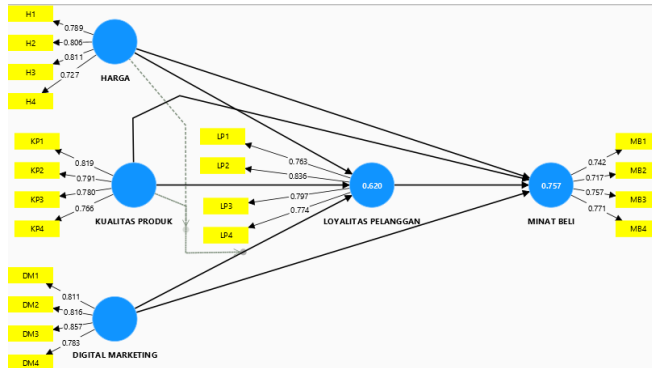 H1
0.789
H2
0.806
0.811
H3
0.727
H4
HARGA
KP1
0.819
KP2
0.791
KP3
0.780
0.766
KP4
KUALITAS PRODUK
LP1
0.763
LP2
0.836
LP3
0.797
0.774
LP4
0.620
LOYALITAS PELANGGAN
0.757
MINAT BELI
MB1
0.742
MB2
0.717
0.757
MB3
0.771
MB4
DM1
0.811
DM2
0.816
0.857
DM3
0.783
DM4
DIGITAL MARKETING